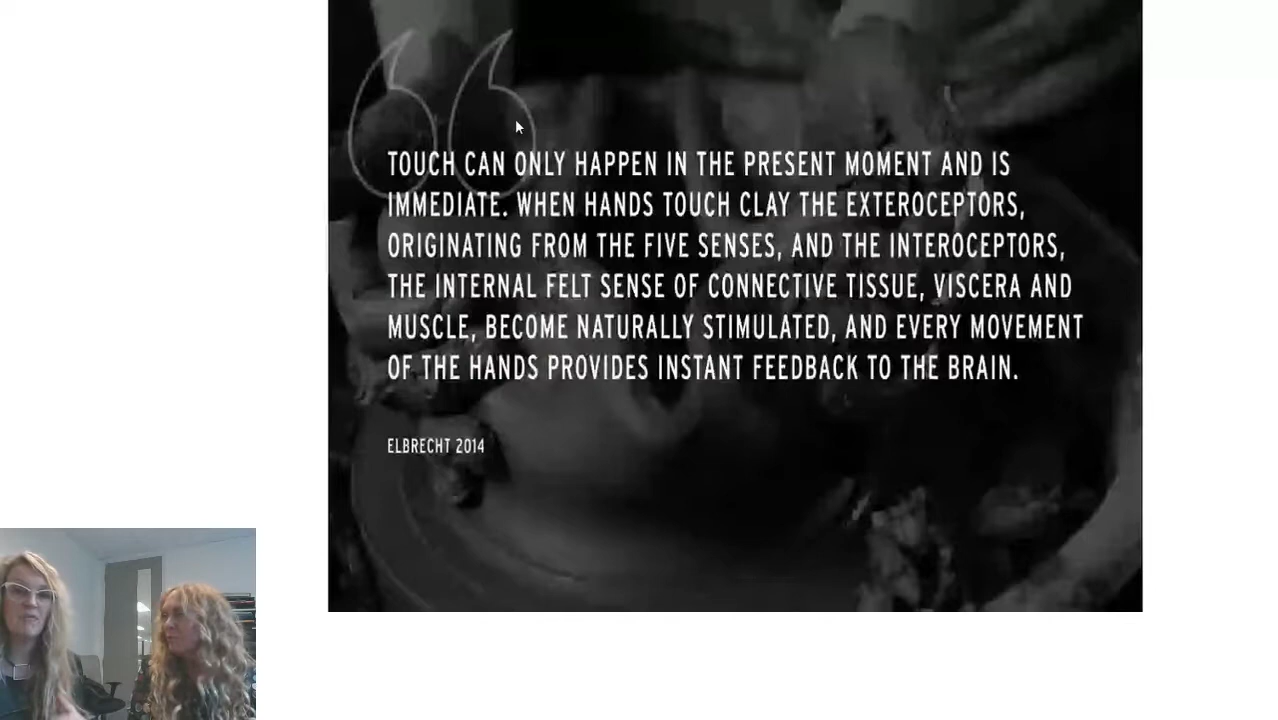 TOUCH CAN ONLY HAPPEN IN THE PRESENT MOMENT AND IS
IMMEDIATE. WHEN HANDS TOUCH CLAY THE EXTEROCEPTORS,
ORIGINATING FROM THE FIVE SENSES, AND THE INTEROCEPTORS,
THE INTERNAL FELT SENSE OF CONNECTIVE TISSUE, VISCERA AND
MUSCLE, BECOME NATURALLY STIMULATED, AND EVERY MOVEMENT
OF THE HANDS PROVIDES INSTANT FEEDBACK TO THE BRAIN.
ELBRECHT 2014